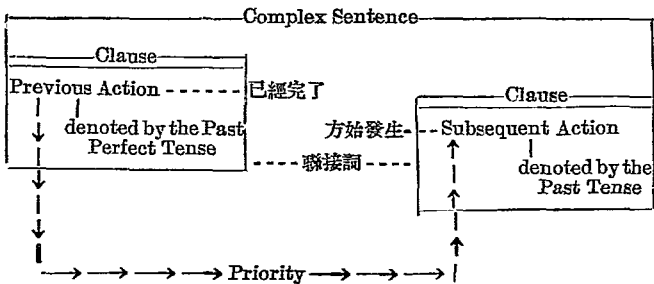 Complex Sentence
Clause
Previous Action
已經完了
denoted by the Past
Perfect Tense
聯接詞
Clause
方始發生
Subsequent Action
denoted by the
Past Tense
Priority